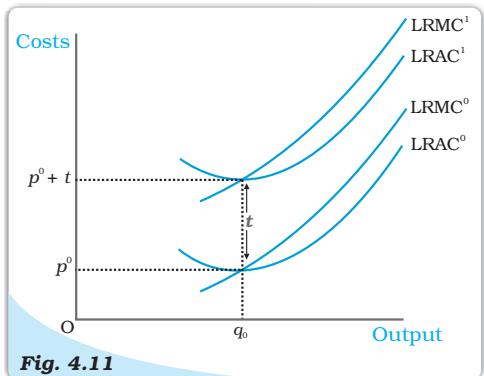 Costs
LRMC¹
LRAC¹
LRMC⁰
LRAC⁰
p⁰ + t
t
p⁰
O
q₀
Output
Fig. 4.11